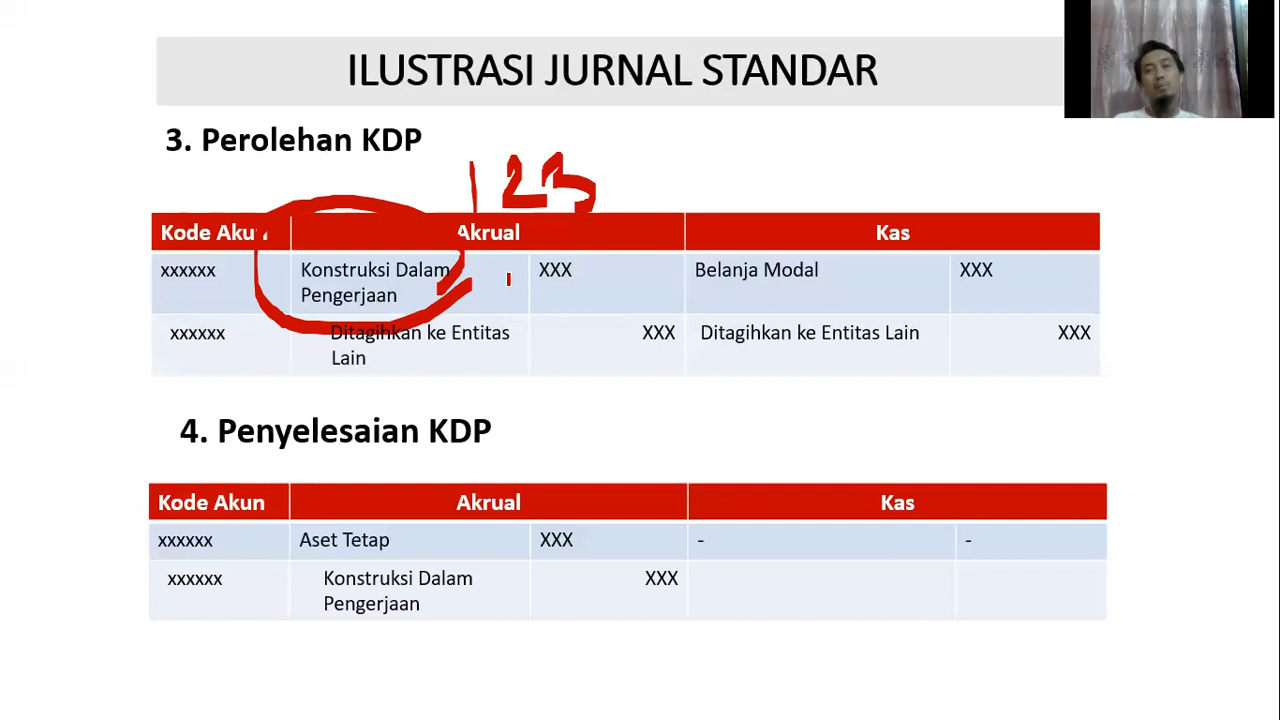 ILUSTRASI JURNAL STANDAR
3. Perolehan KDP
123
Kode Akun Akrual Kas
xxxxxx Konstruksi Dalam XXX Belanja Modal XXX
Pengerjaan
xxxxxx Ditagihkan ke Entitas XXX Ditagihkan ke Entitas Lain XXX
Lain
4. Penyelesaian KDP
Kode Akun Akrual Kas
xxxxxx Aset Tetap XXX - -
xxxxxx Konstruksi Dalam XXX
Pengerjaan